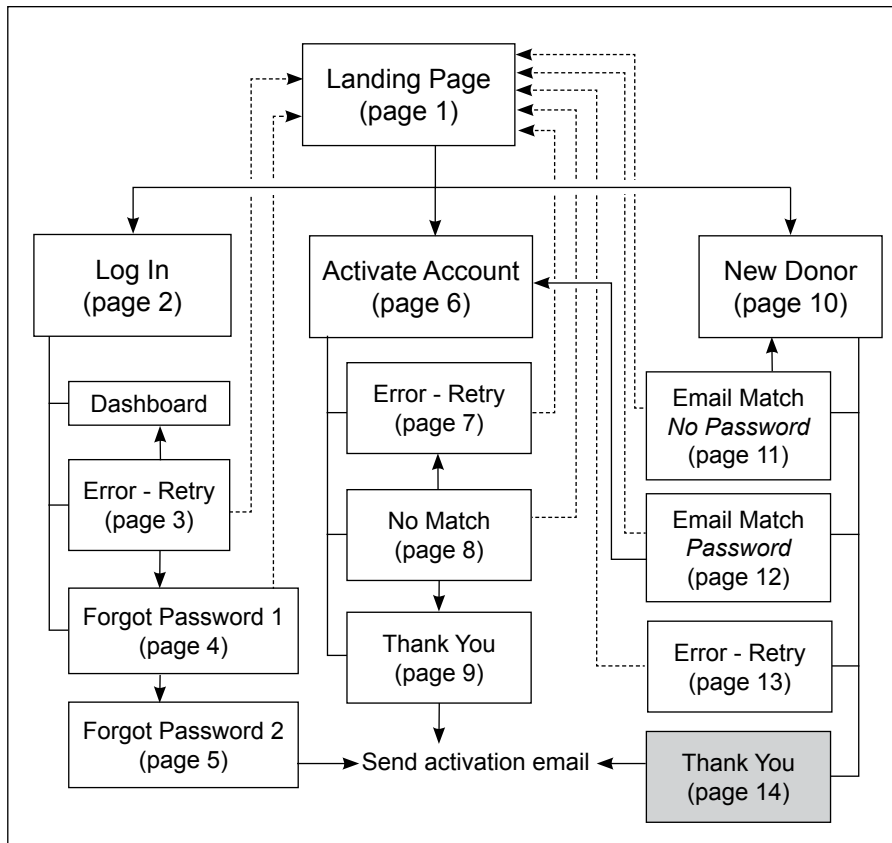 Landing Page
(page 1)
Log In
(page 2)
Activate Account
(page 6)
New Donor
(page 10)
Dashboard
Error - Retry
(page 3)
Forgot Password 1
(page 4)
Forgot Password 2
(page 5)
Error - Retry
(page 7)
No Match
(page 8)
Thank You
(page 9)
Send activation email
Email Match
No Password
(page 11)
Email Match
Password
(page 12)
Error - Retry
(page 13)
Thank You
(page 14)